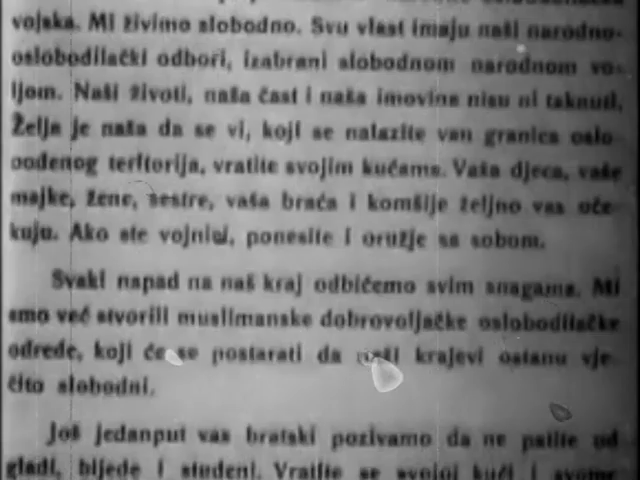 vojska. Mi živimo slobodno. Svu vlast imaju naši narodno-
oslobodilački odbori, izabrani slobodnom narodnom vo-
ljom. Naši životi, naša čast i naša imovina nisu ni taknuti.
Želja je naša da se vi, koji se nalazite van granica oslo
bođenog teritorija, vratite svojim kućama. Vaša djeca, vaše
majke, žene, sestre, vaša braća i komšije željno vas oče
kuju. Ako ste vojnici, ponesite i oružje sa sobom.
Svaki napad na naš kraj odbićemo svim snagama. Mi
smo već stvorili muslimanske dobrovoljačke oslobodilačke
odrede, koji će se postarati da naši krajevi ostanu vje
čito slobodni.
Još jedanput vas bratski pozivamo da ne patite od
gladi, bijede i studeni. Vratite se svojoj kući i